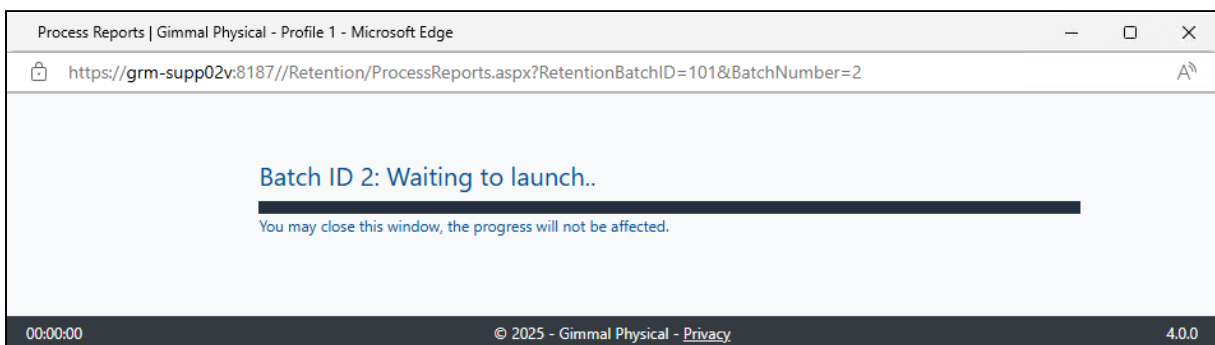 Process Reports | Gimmal Physical - Profile 1 - Microsoft Edge
https://grm-supp02v:8187//Retention/ProcessReports.aspx?RetentionBatchID=101&BatchNumber=2
Batch ID 2: Waiting to launch..
You may close this window, the progress will not be affected.
00:00:00 © 2025 - Gimmal Physical - Privacy 4.0.0